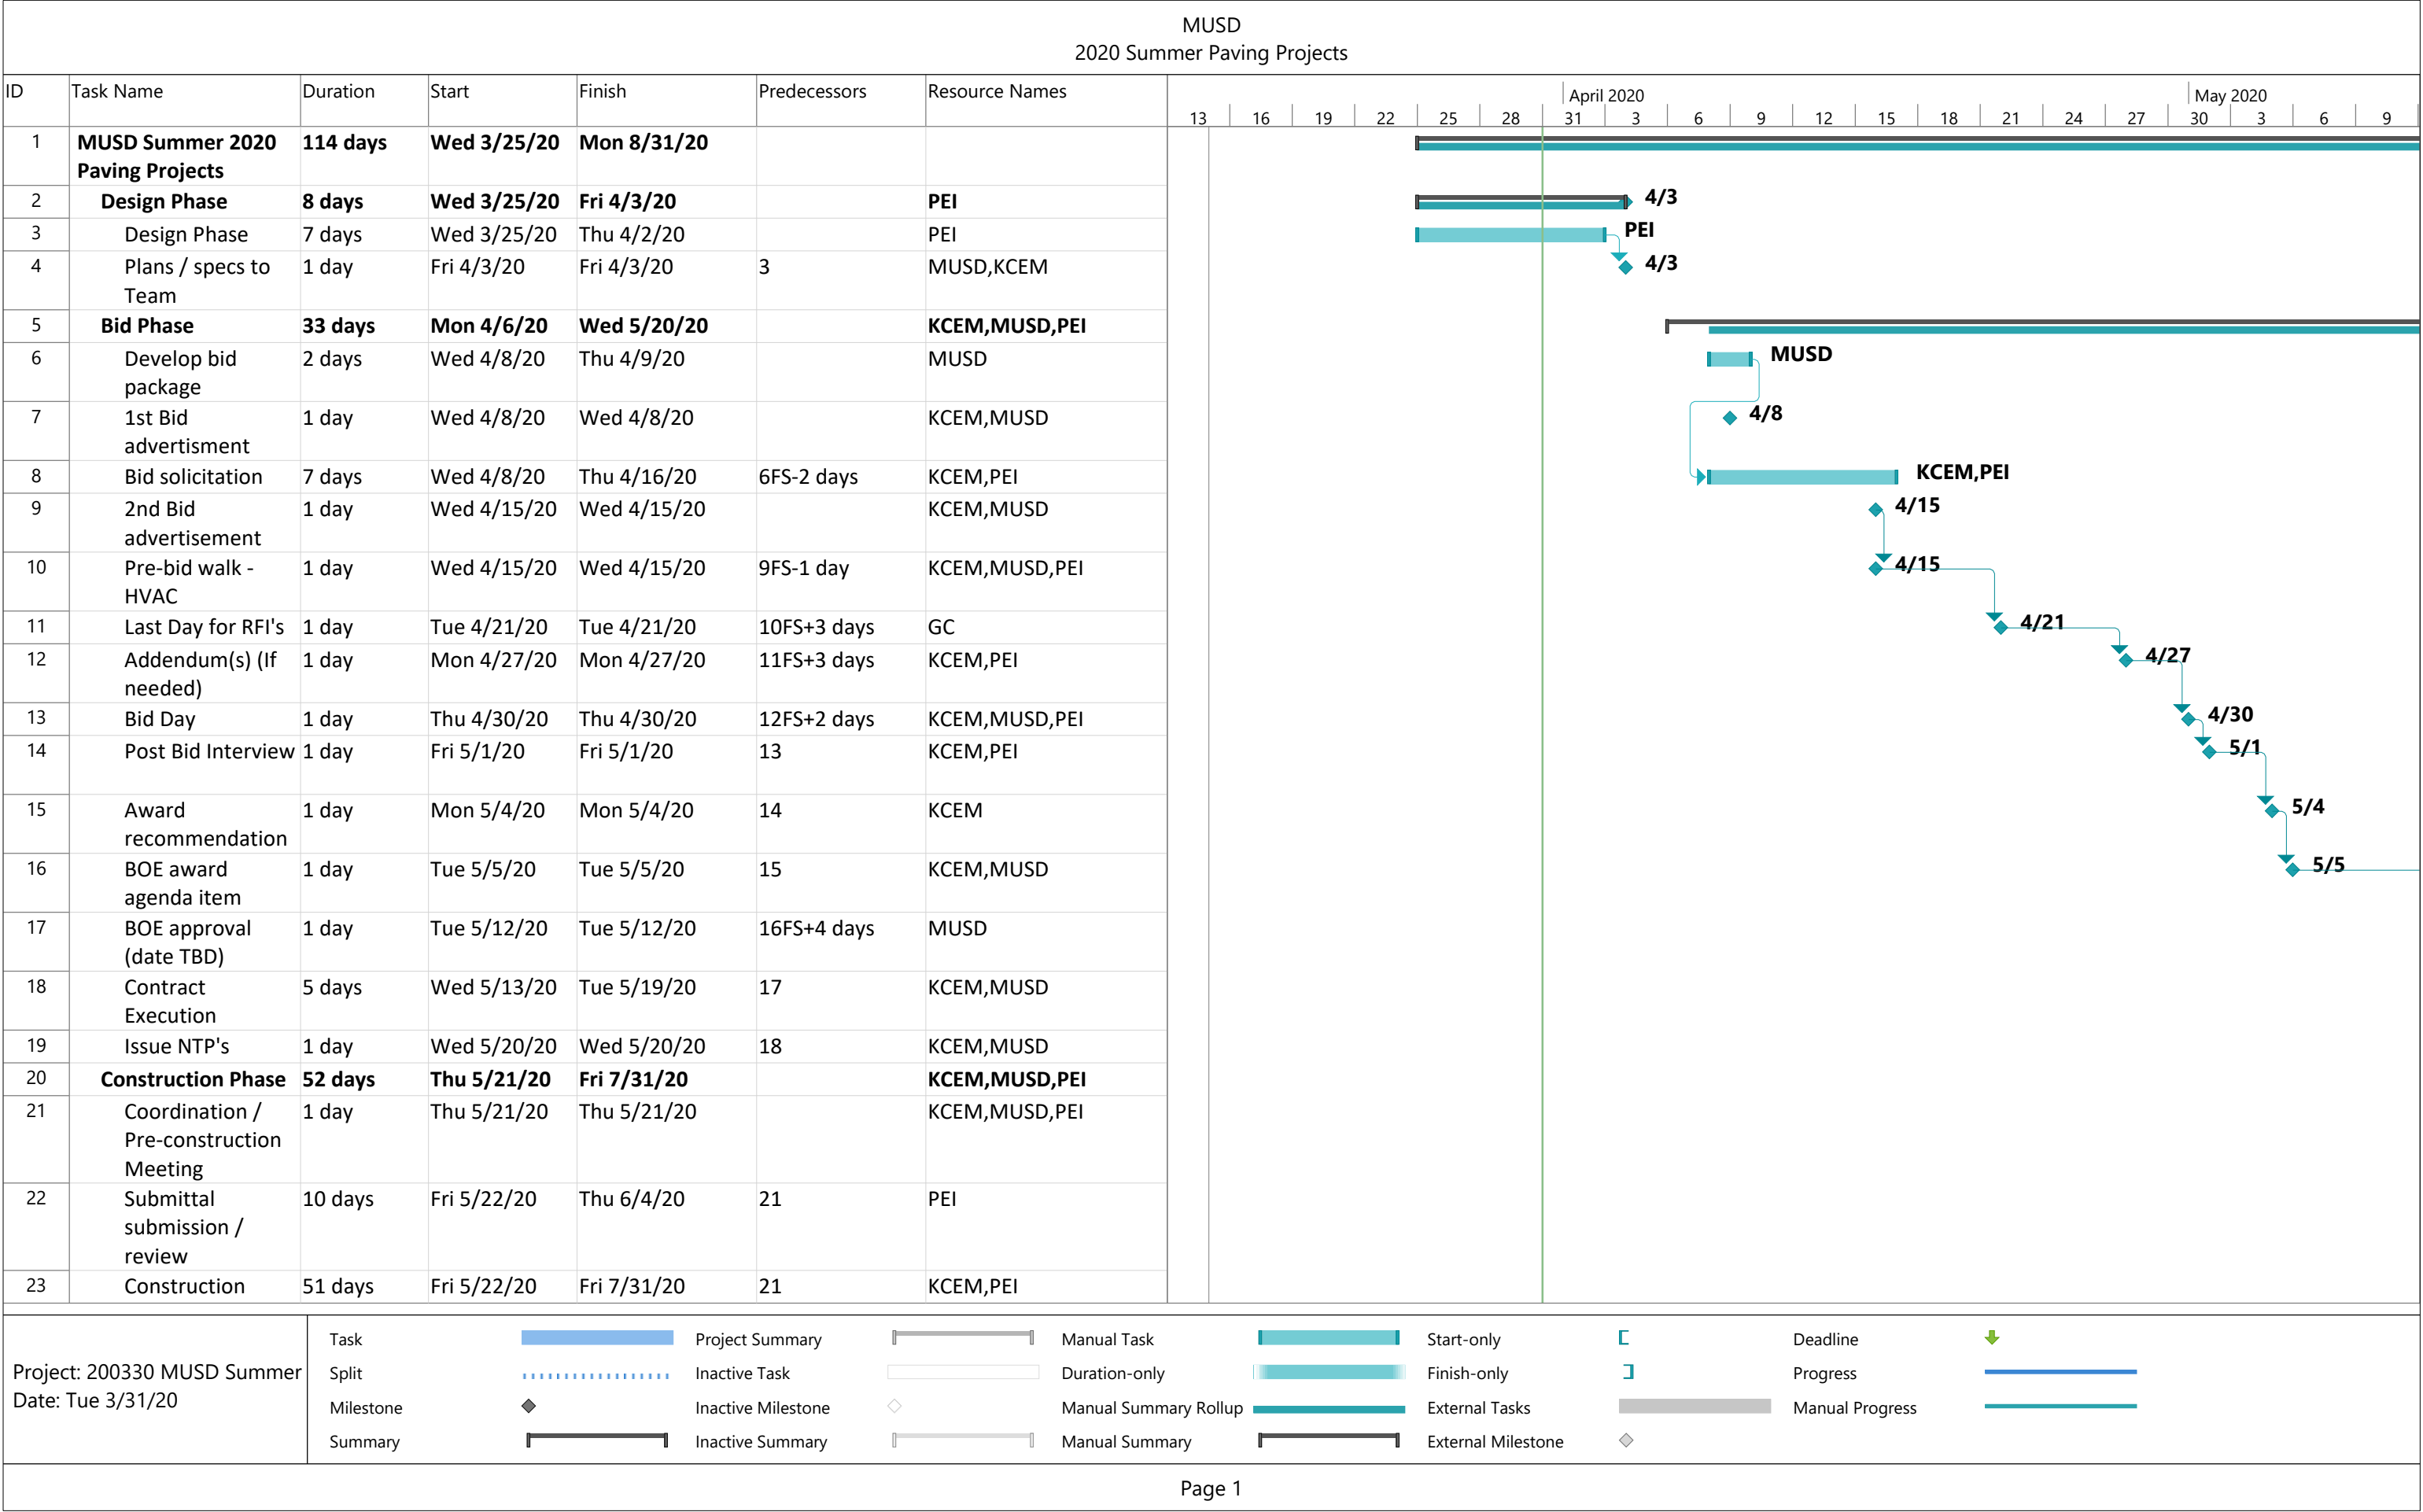 MUSD
2020 Summer Paving Projects
ID Task Name Duration Start Finish Predecessors Resource Names
April 2020 May 2020
13 16 19 22 25 28 31 3 6 9 12 15 18 21 24 27 30 3 6 9
1 MUSD Summer 2020 114 days Wed 3/25/20 Mon 8/31/20
Paving Projects
2 Design Phase 8 days Wed 3/25/20 Fri 4/3/20 PEI 4/3
3 Design Phase 7 days Wed 3/25/20 Thu 4/2/20 PEI PEI
4 Plans / specs to 1 day Fri 4/3/20 Fri 4/3/20 3 MUSD,KCEM 4/3
Team
5 Bid Phase 33 days Mon 4/6/20 Wed 5/20/20 KCEM,MUSD,PEI
6 Develop bid 2 days Wed 4/8/20 Thu 4/9/20 MUSD MUSD
package
7 1st Bid 1 day Wed 4/8/20 Wed 4/8/20 KCEM,MUSD 4/8
advertisment
8 Bid solicitation 7 days Wed 4/8/20 Thu 4/16/20 6FS-2 days KCEM,PEI KCEM,PEI
9 2nd Bid 1 day Wed 4/15/20 Wed 4/15/20 KCEM,MUSD 4/15
advertisement
10 Pre-bid walk - 1 day Wed 4/15/20 Wed 4/15/20 9FS-1 day KCEM,MUSD,PEI 4/15
HVAC
11 Last Day for RFI's 1 day Tue 4/21/20 Tue 4/21/20 10FS+3 days GC 4/21
12 Addendum(s) (If 1 day Mon 4/27/20 Mon 4/27/20 11FS+3 days KCEM,PEI 4/27
needed)
13 Bid Day 1 day Thu 4/30/20 Thu 4/30/20 12FS+2 days KCEM,MUSD,PEI 4/30
14 Post Bid Interview 1 day Fri 5/1/20 Fri 5/1/20 13 KCEM,PEI 5/1
15 Award 1 day Mon 5/4/20 Mon 5/4/20 14 KCEM 5/4
recommendation
16 BOE award 1 day Tue 5/5/20 Tue 5/5/20 15 KCEM,MUSD 5/5
agenda item
17 BOE approval 1 day Tue 5/12/20 Tue 5/12/20 16FS+4 days MUSD
(date TBD)
18 Contract 5 days Wed 5/13/20 Tue 5/19/20 17 KCEM,MUSD
Execution
19 Issue NTP's 1 day Wed 5/20/20 Wed 5/20/20 18 KCEM,MUSD
20 Construction Phase 52 days Thu 5/21/20 Fri 7/31/20 KCEM,MUSD,PEI
21 Coordination / 1 day Thu 5/21/20 Thu 5/21/20 KCEM,MUSD,PEI
Pre-construction
Meeting
22 Submittal 10 days Fri 5/22/20 Thu 6/4/20 21 PEI
submission /
review
23 Construction 51 days Fri 5/22/20 Fri 7/31/20 21 KCEM,PEI
Project: 200330 MUSD Summer
Date: Tue 3/31/20
Task Project Summary Manual Task Start-only Deadline
Split Inactive Task Duration-only Finish-only Progress
Milestone Inactive Milestone Manual Summary Rollup External Tasks Manual Progress
Summary Inactive Summary Manual Summary External Milestone
Page 1